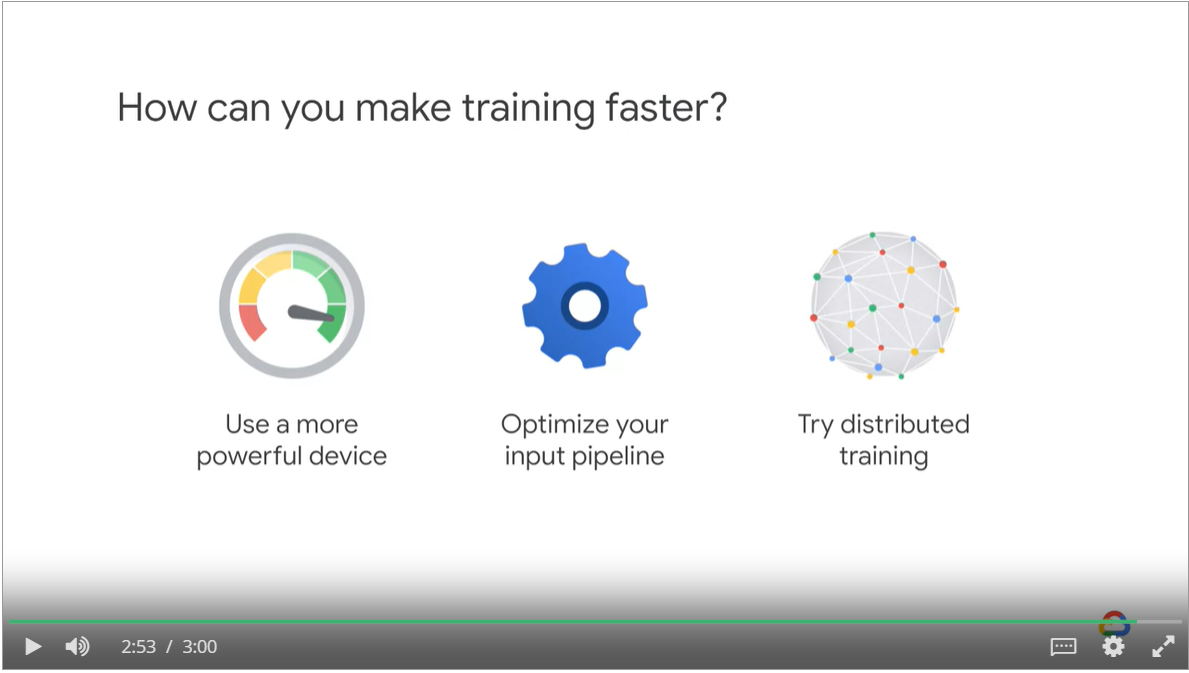 How can you make training faster?
Use a more
powerful device
Optimize your
input pipeline
Try distributed
training
2:53 / 3:00